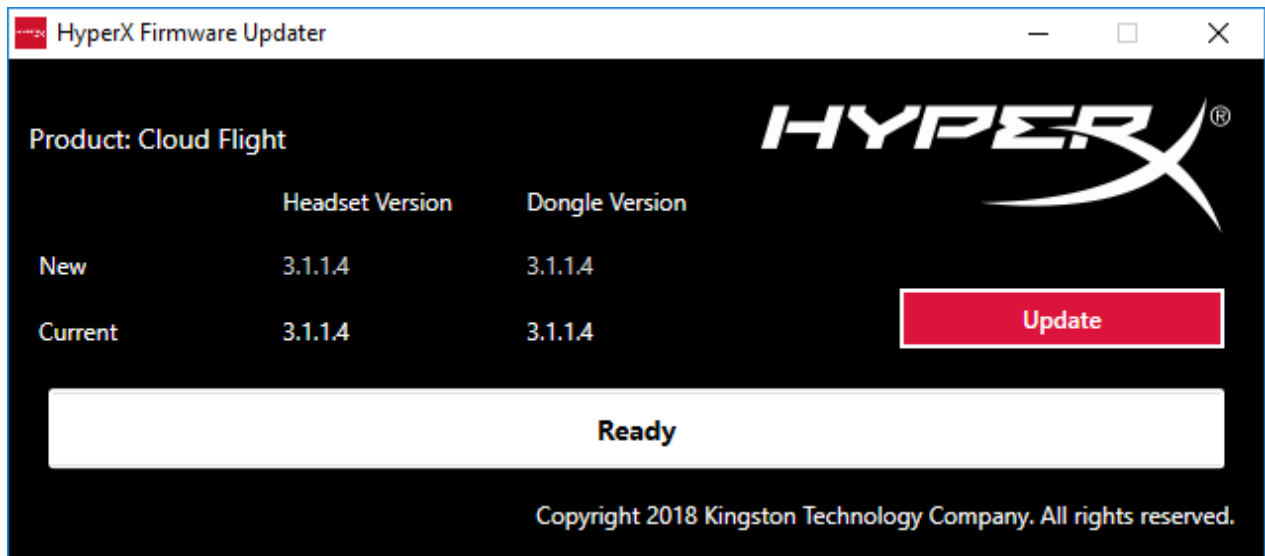 HyperX Firmware Updater
HYPERX®
Product: Cloud Flight
Headset Version Dongle Version
New 3.1.1.4 3.1.1.4
Current 3.1.1.4 3.1.1.4
Update
Ready
Copyright 2018 Kingston Technology Company. All rights reserved.